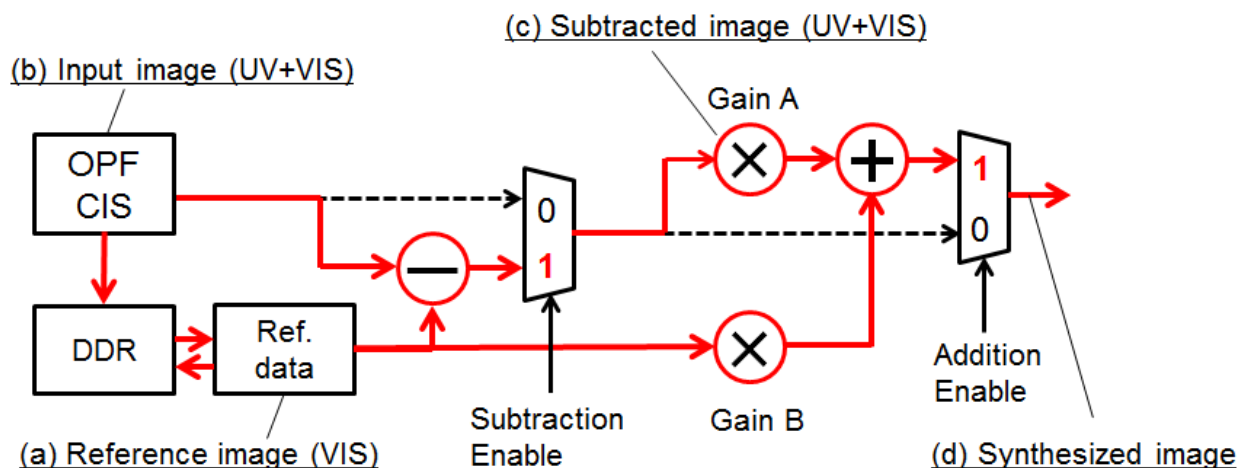 (c) Subtracted image (UV+VIS)
(b) Input image (UV+VIS)
Gain A
OPF
CIS
0
1
1
0
DDR
Ref.
data
Gain B
Subtraction
Enable
Addition
Enable
(a) Reference image (VIS)
(d) Synthesized image